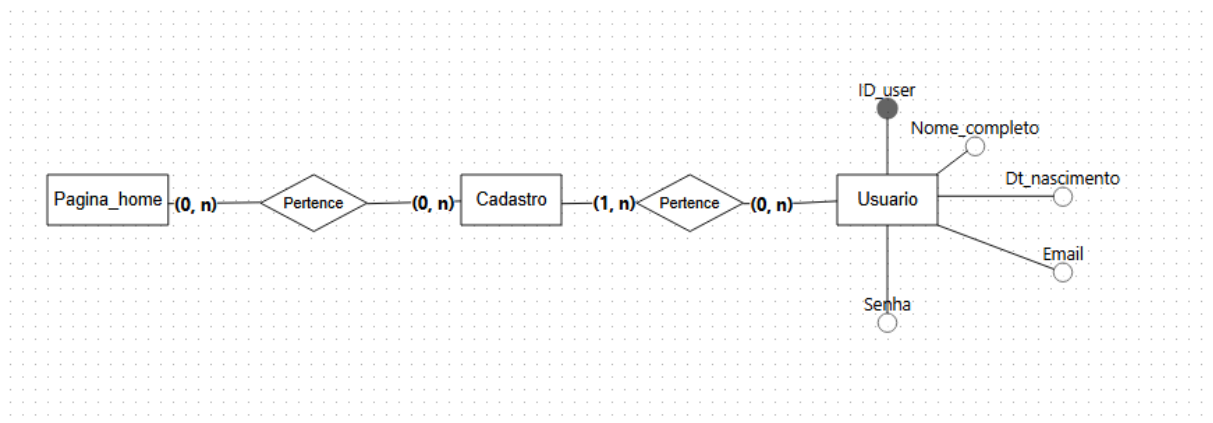 ID_user
Nome_completo
Dt_nascimento
Pagina_home (0, n) Pertence (0, n) Cadastro (1, n) Pertence (0, n) Usuario
Email
Senha